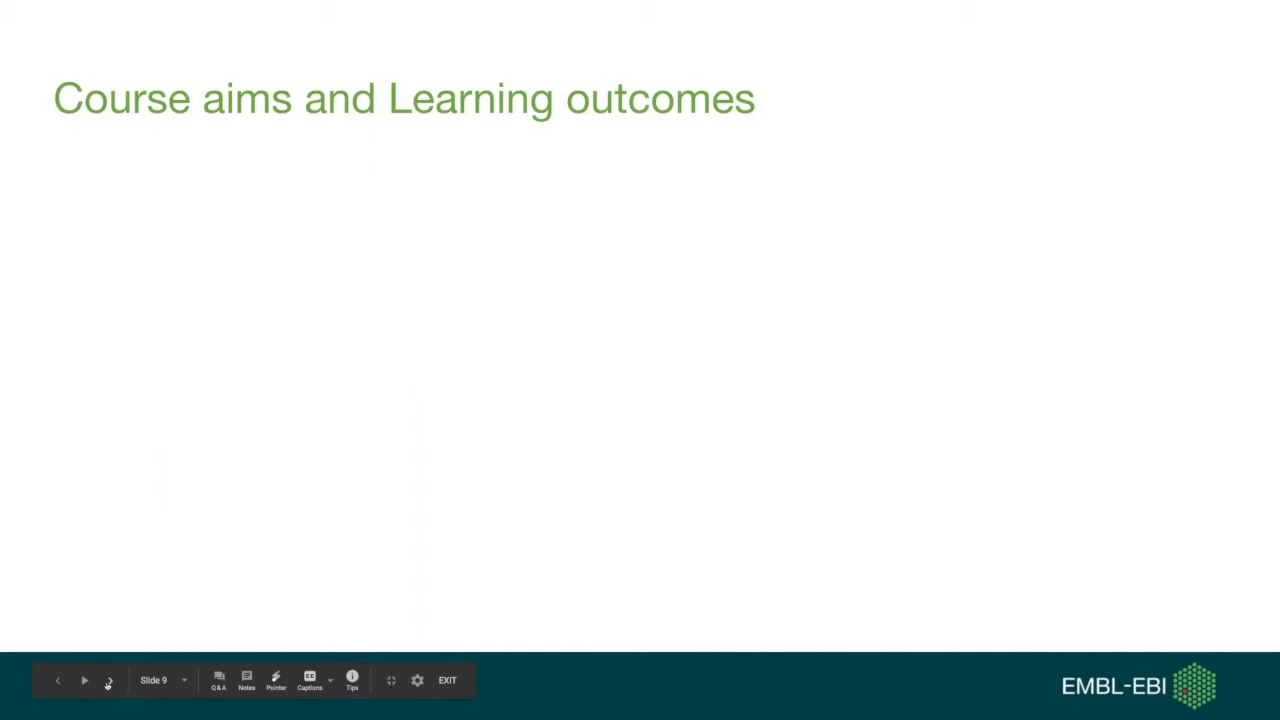 Course aims and Learning outcomes
Slide 9
Q&A
Notes
Pointer
Captions
Tips
EXIT
EMBL-EBI